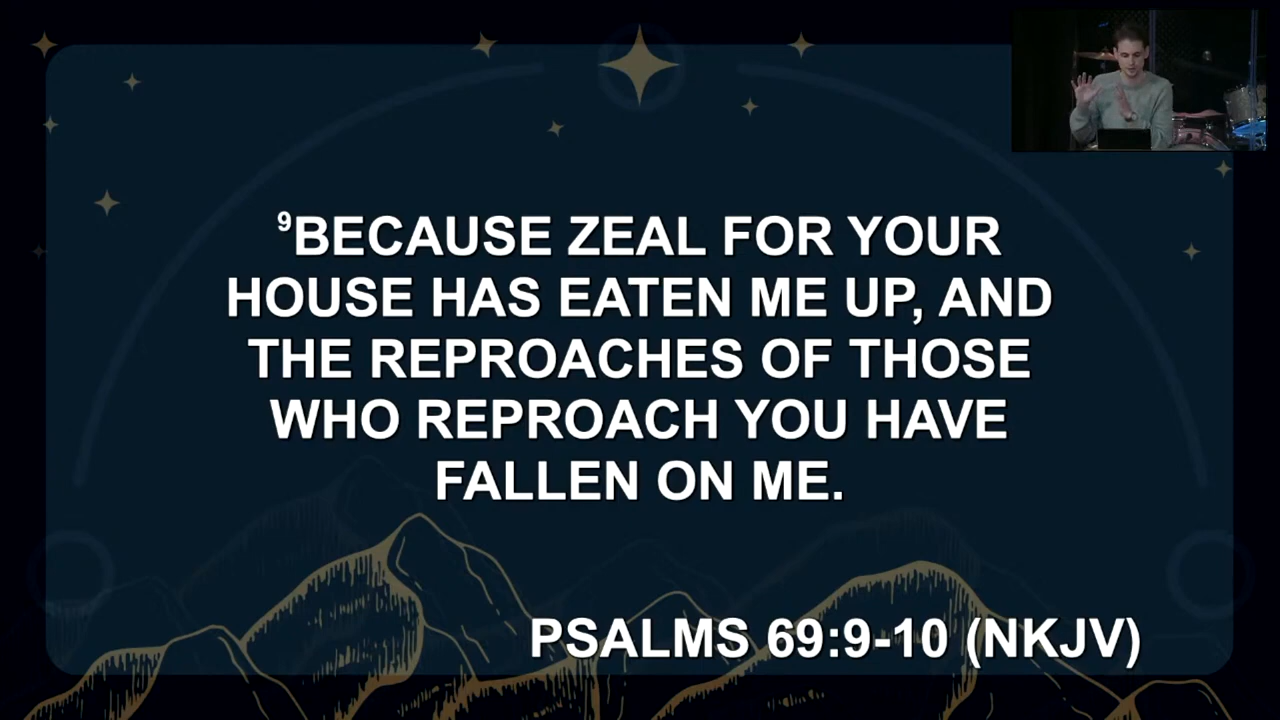 ⁹BECAUSE ZEAL FOR YOUR
HOUSE HAS EATEN ME UP, AND
THE REPROACHES OF THOSE
WHO REPROACH YOU HAVE
FALLEN ON ME.
PSALMS 69:9-10 (NKJV)